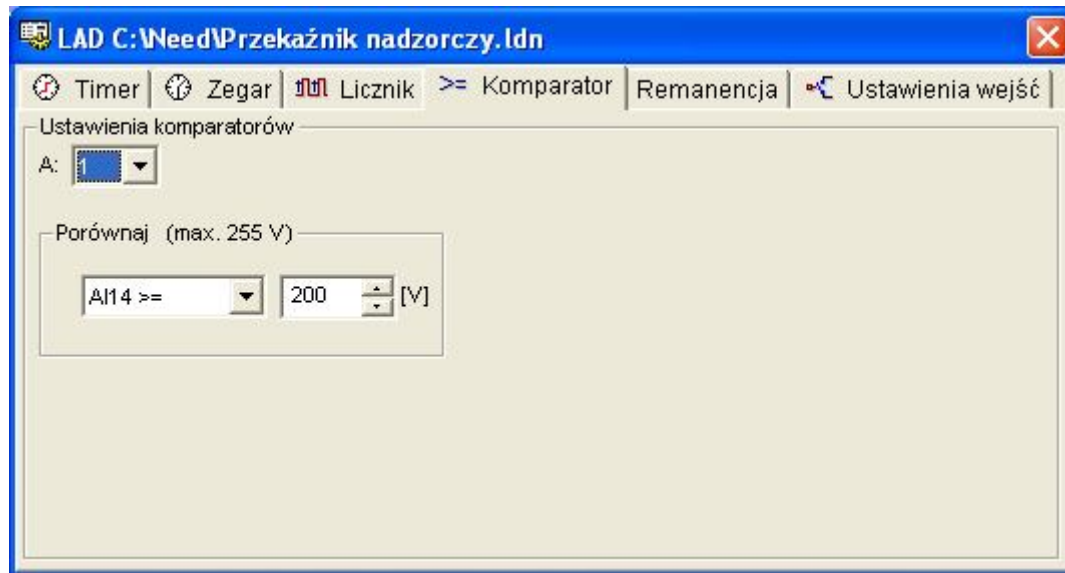 LAD C:\Need\Przekaźnik nadzorczy.ldn
Timer Zegar Licznik >= Komparator Remanencja Ustawienia wejść
Ustawienia komparatorów
A: 1
Porównaj (max. 255 V)
AI14 >= 200 [V]